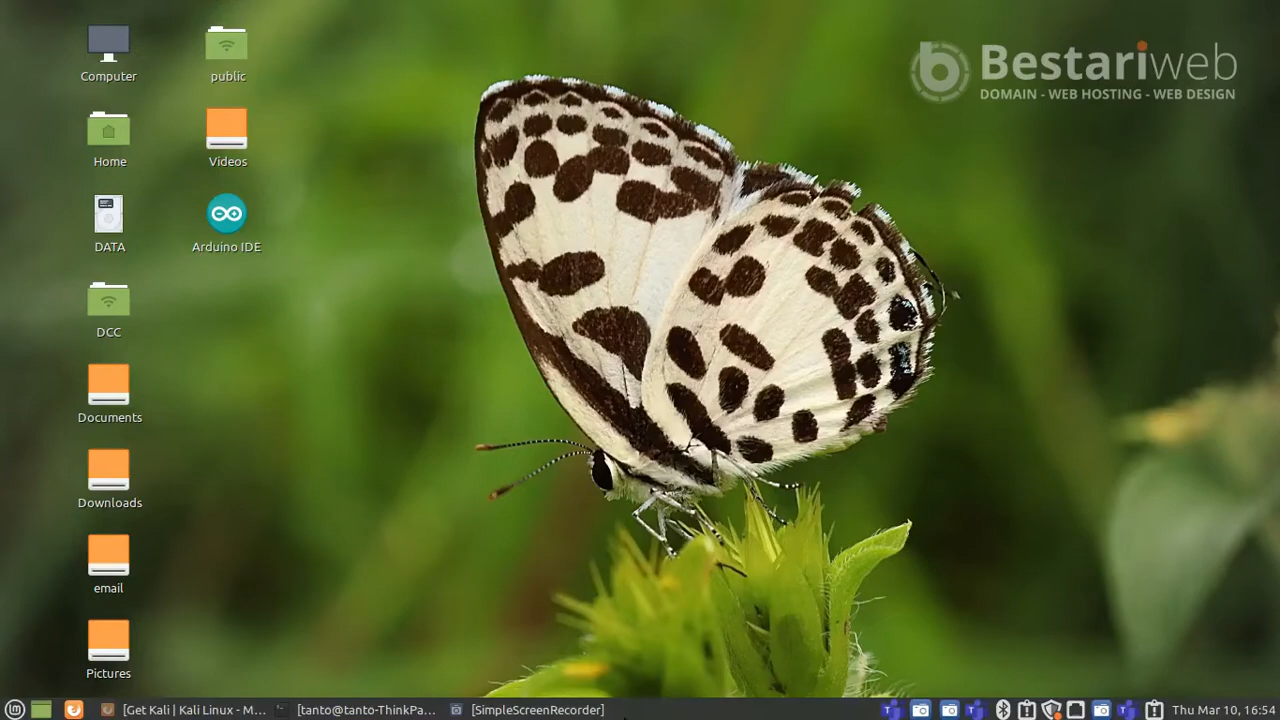 Computer
public
Home
Videos
DATA
Arduino IDE
DCC
Documents
Downloads
email
Pictures
Bestariweb
DOMAIN - WEB HOSTING - WEB DESIGN
[Get Kali | Kali Linux - M... [tanto@tanto-ThinkPa... [SimpleScreenRecorder] Thu Mar 10, 16:54